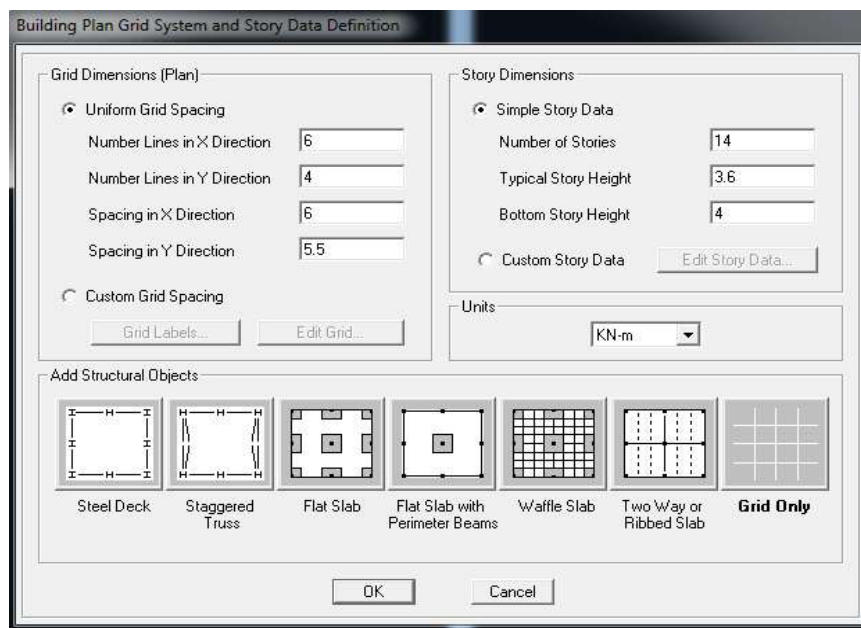 Building Plan Grid System and Story Data Definition
Grid Dimensions (Plan)
Uniform Grid Spacing
Number Lines in X Direction 6
Number Lines in Y Direction 4
Spacing in X Direction 6
Spacing in Y Direction 5.5
Custom Grid Spacing
Grid Labels... Edit Grid...
Story Dimensions
Simple Story Data
Number of Stories 14
Typical Story Height 3.6
Bottom Story Height 4
Custom Story Data Edit Story Data...
Units
KN-m
Add Structural Objects
Steel Deck
Staggered
Truss
Flat Slab
Flat Slab with
Perimeter Beams
Waffle Slab
Two Way or
Ribbed Slab
Grid Only
OK Cancel